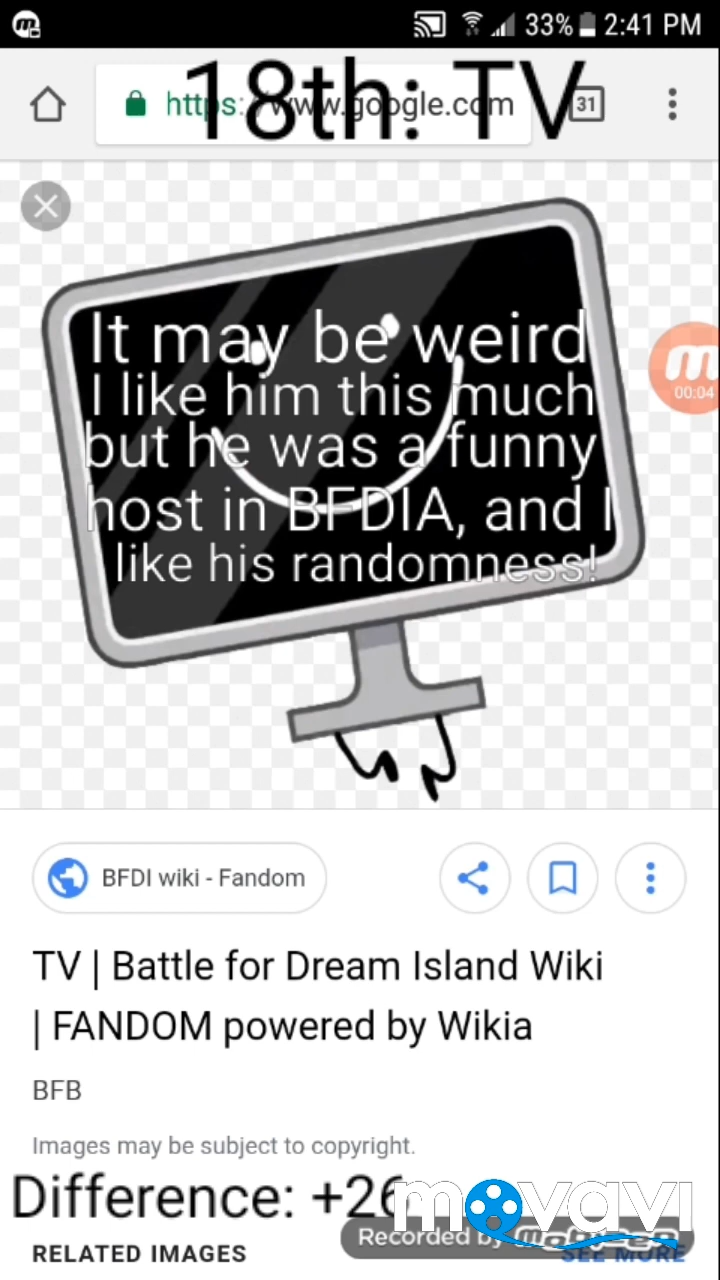 33% 2:41 PM
18th: TV
https://www.google.com
31
It may be weird
I like him this much
00:04
but he was a funny
host in BFDIA, and I
like his randomness!
BFDI wiki - Fandom
TV | Battle for Dream Island Wiki
| FANDOM powered by Wikia
BFB
Images may be subject to copyright.
Difference: +26
movavi
Recorded by
RELATED IMAGES
SEE MORE